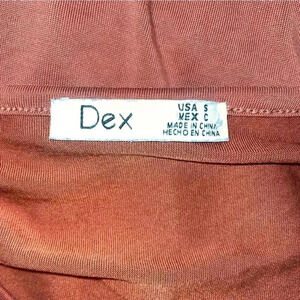 Dex
USA S
MEX C
MADE IN CHINA
HECHO EN CHINA